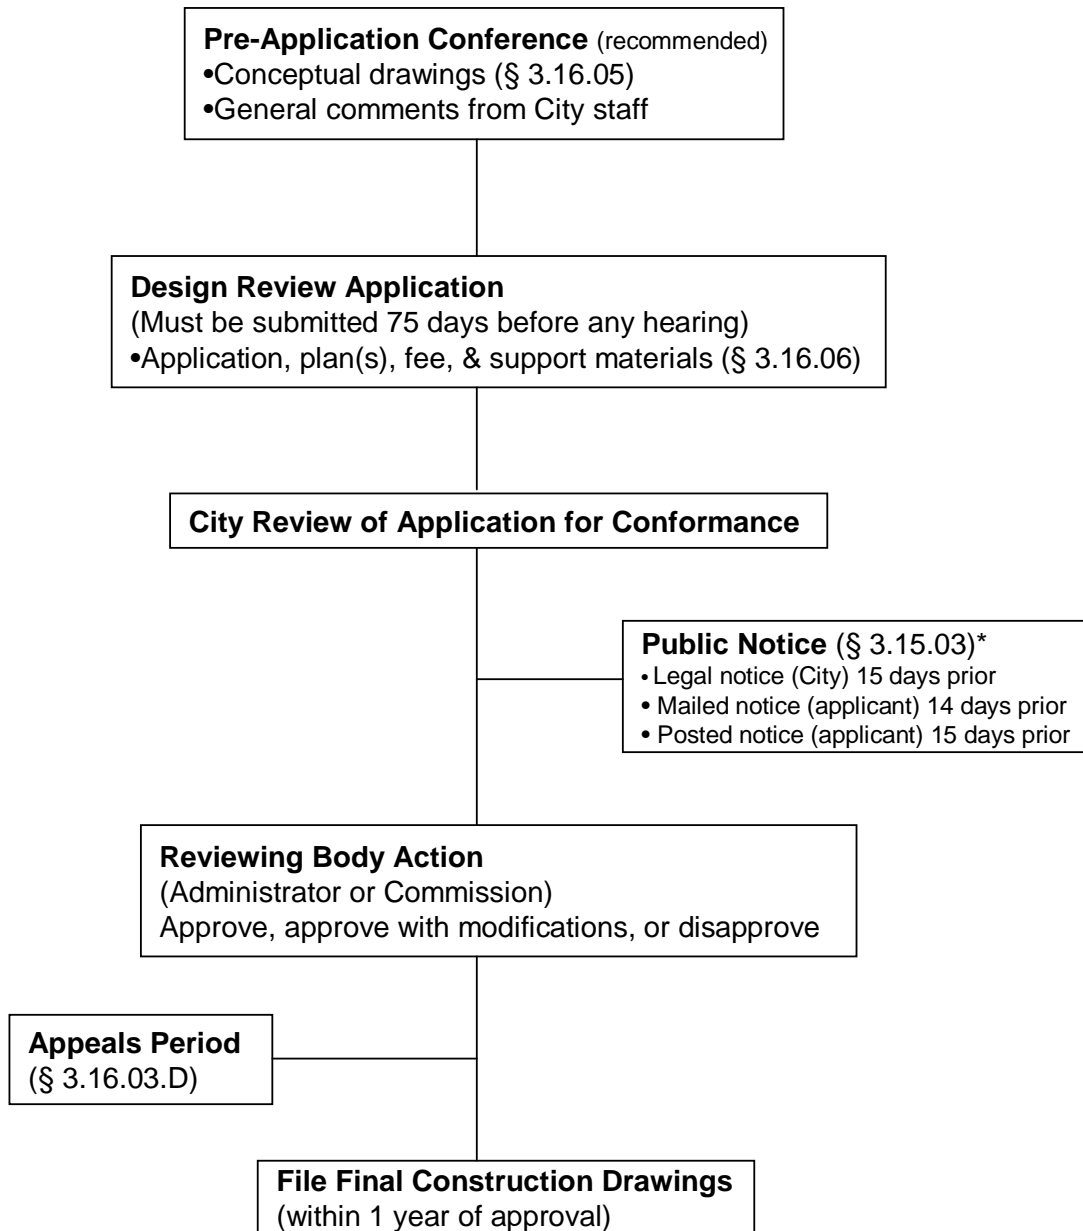 Pre-Application Conference (recommended)
•Conceptual drawings (§ 3.16.05)
•General comments from City staff
Design Review Application
(Must be submitted 75 days before any hearing)
•Application, plan(s), fee, & support materials (§ 3.16.06)
City Review of Application for Conformance
Public Notice (§ 3.15.03)*
• Legal notice (City) 15 days prior
• Mailed notice (applicant) 14 days prior
• Posted notice (applicant) 15 days prior
Reviewing Body Action
(Administrator or Commission)
Approve, approve with modifications, or disapprove
Appeals Period
(§ 3.16.03.D)
File Final Construction Drawings
(within 1 year of approval)